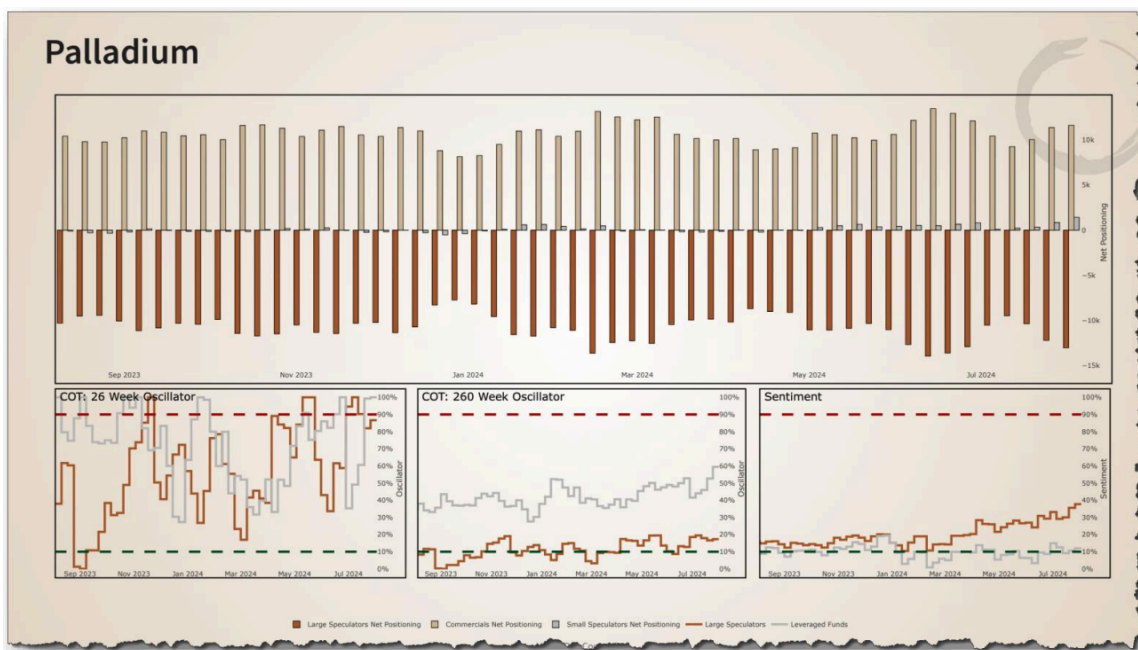 Palladium
10k
5k
0
−5k
−10k
−15k
Net Positioning
Sep 2023 Nov 2023 Jan 2024 Mar 2024 May 2024 Jul 2024
COT: 26 Week Oscillator
100%
90%
80%
70%
60%
50%
40%
30%
20%
10%
0%
Oscillator
Sep 2023 Nov 2023 Jan 2024 Mar 2024 May 2024 Jul 2024
COT: 260 Week Oscillator
100%
90%
80%
70%
60%
50%
40%
30%
20%
10%
0%
Oscillator
Sep 2023 Nov 2023 Jan 2024 Mar 2024 May 2024 Jul 2024
Sentiment
100%
90%
80%
70%
60%
50%
40%
30%
20%
10%
0%
Sentiment
Sep 2023 Nov 2023 Jan 2024 Mar 2024 May 2024 Jul 2024
Large Speculators Net Positioning Commercials Net Positioning Small Speculators Net Positioning Large Speculators Leveraged Funds